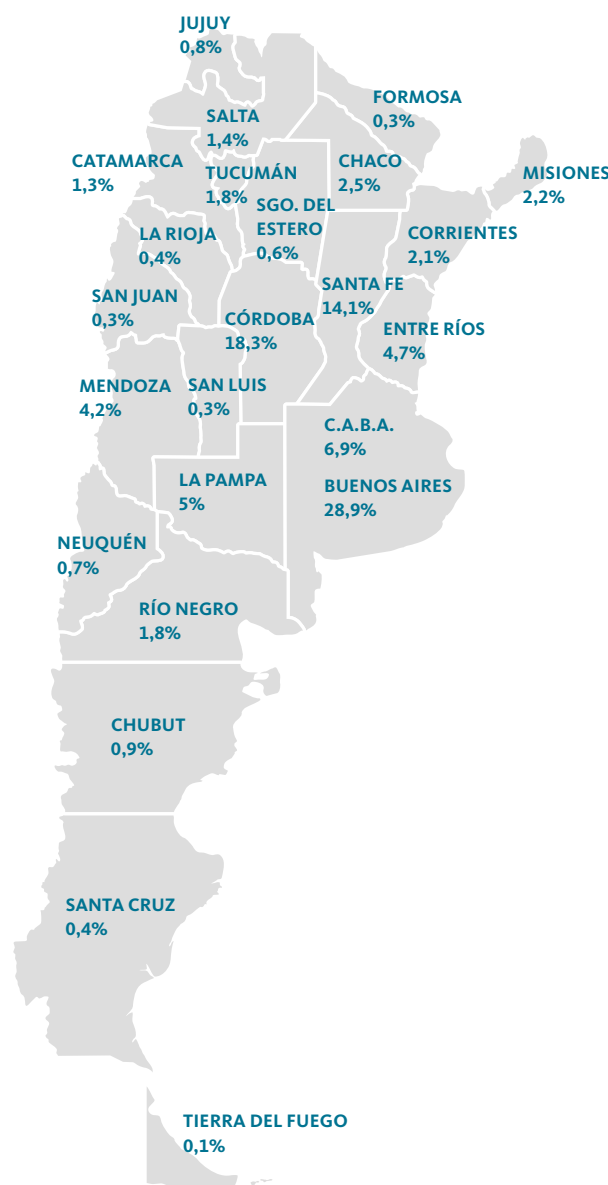 JUJUY
0,8%
FORMOSA
0,3%
SALTA
1,4%
CATAMARCA
1,3%
TUCUMÁN
1,8%
CHACO
2,5%
MISIONES
2,2%
SGO. DEL
ESTERO
0,6%
LA RIOJA
0,4%
CORRIENTES
2,1%
SAN JUAN
0,3%
SANTA FE
14,1%
CÓRDOBA
18,3%
ENTRE RÍOS
4,7%
MENDOZA
4,2%
SAN LUIS
0,3%
C.A.B.A.
6,9%
LA PAMPA
5%
BUENOS AIRES
28,9%
NEUQUÉN
0,7%
RÍO NEGRO
1,8%
CHUBUT
0,9%
SANTA CRUZ
0,4%
TIERRA DEL FUEGO
0,1%